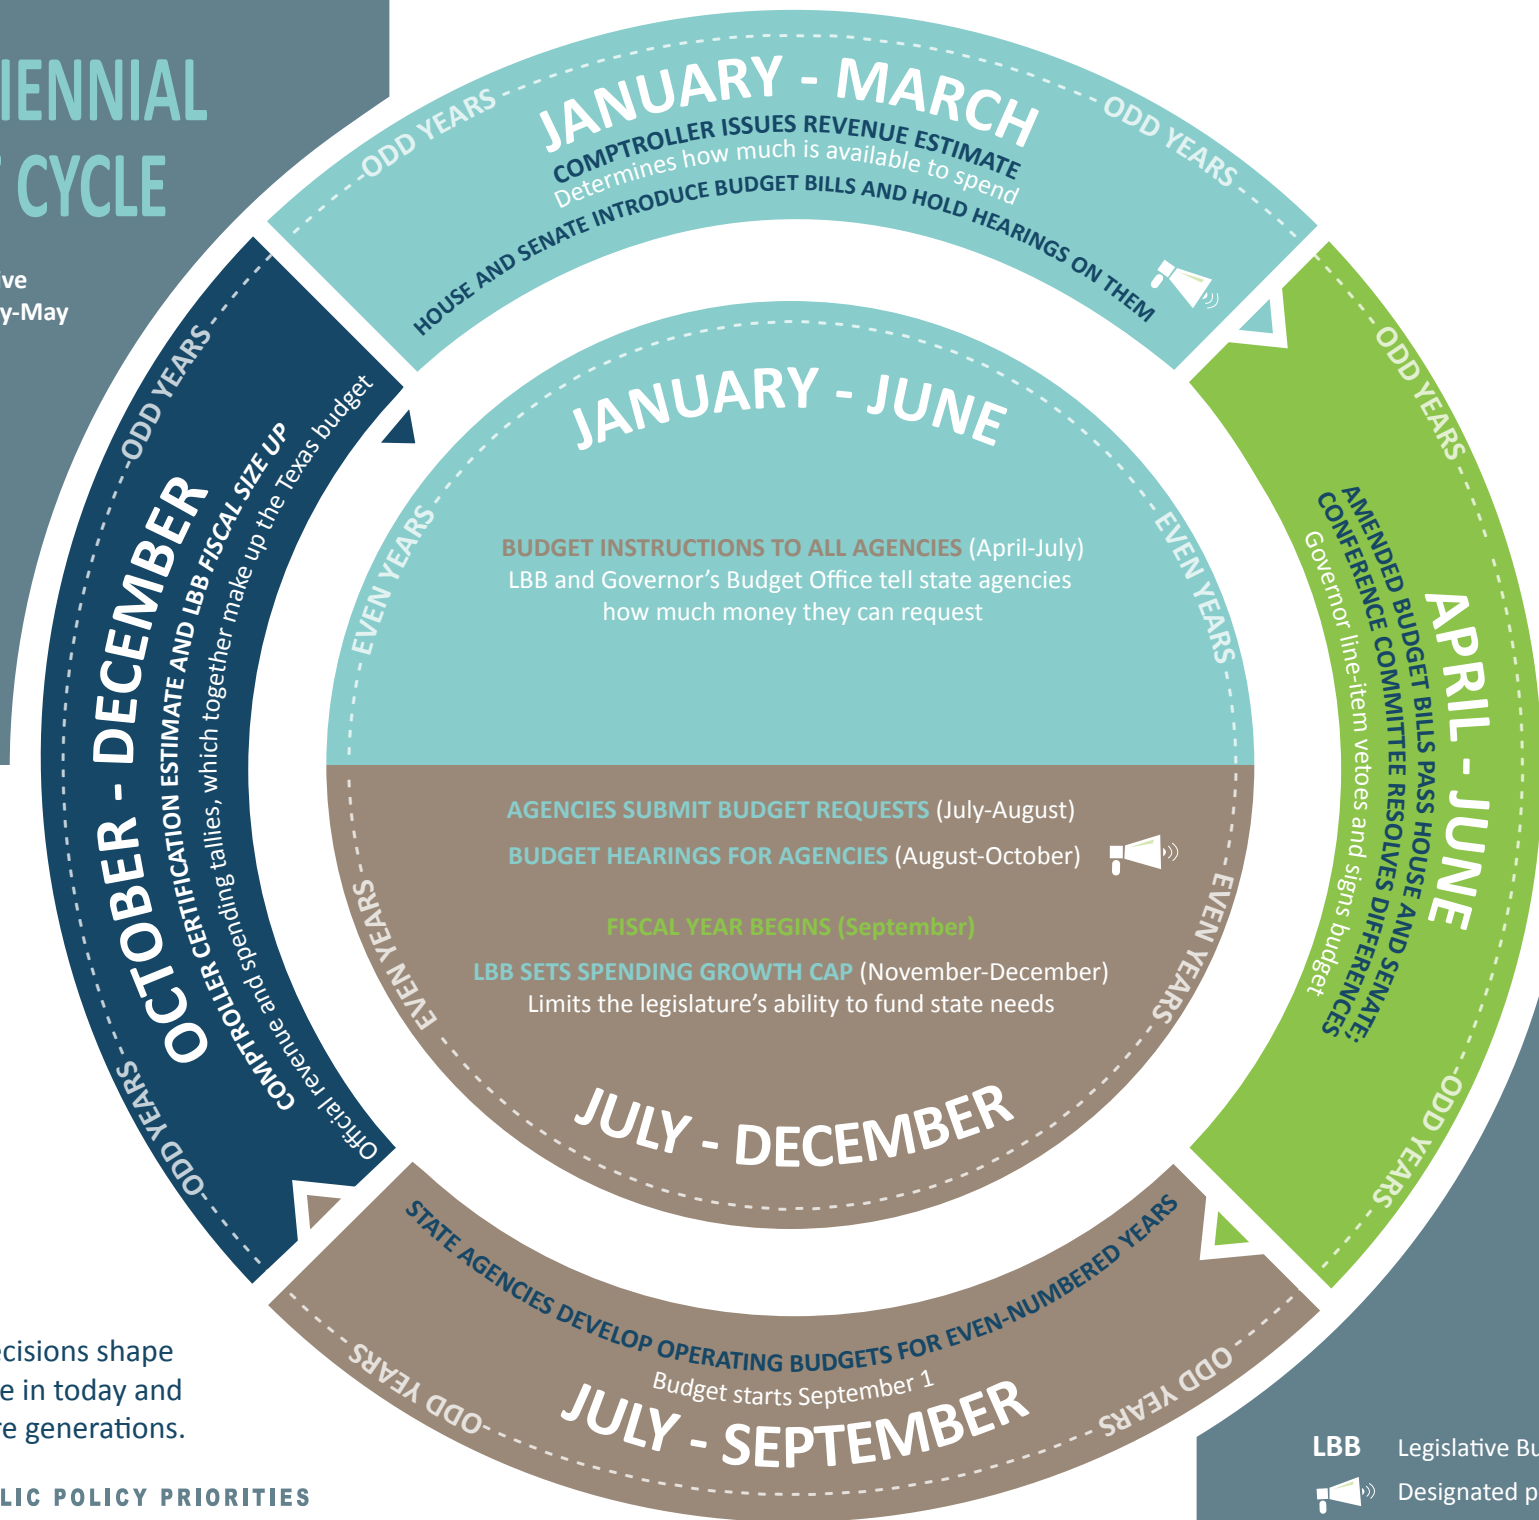 IENNIAL
CYCLE
ive
y-May
ODD YEARS
ODD YEARS
JANUARY - MARCH
COMPTROLLER ISSUES REVENUE ESTIMATE
Determines how much is available to spend
HOUSE AND SENATE INTRODUCE BUDGET BILLS AND HOLD HEARINGS ON THEM
ODD YEARS
ODD YEARS
APRIL - JUNE
AMENDED BUDGET BILLS PASS HOUSE AND SENATE;
CONFERENCE COMMITTEE RESOLVES DIFFERENCES
Governor line-item vetoes and signs budget
ODD YEARS
ODD YEARS
STATE AGENCIES DEVELOP OPERATING BUDGETS FOR EVEN-NUMBERED YEARS
Budget starts September 1
JULY - SEPTEMBER
ODD YEARS
ODD YEARS
OCTOBER - DECEMBER
COMPTROLLER CERTIFICATION ESTIMATE AND LBB FISCAL SIZE UP
Official revenue and spending tallies, which together make up the Texas budget
JANUARY - JUNE
EVEN YEARS
EVEN YEARS
BUDGET INSTRUCTIONS TO ALL AGENCIES (April-July)
LBB and Governor's Budget Office tell state agencies
how much money they can request
AGENCIES SUBMIT BUDGET REQUESTS (July-August)
BUDGET HEARINGS FOR AGENCIES (August-October)
EVEN YEARS
EVEN YEARS
FISCAL YEAR BEGINS (September)
LBB SETS SPENDING GROWTH CAP (November-December)
Limits the legislature's ability to fund state needs
JULY - DECEMBER
ecisions shape
e in today and
re generations.
LIC POLICY PRIORITIES
LBB Legislative Bu
Designated p